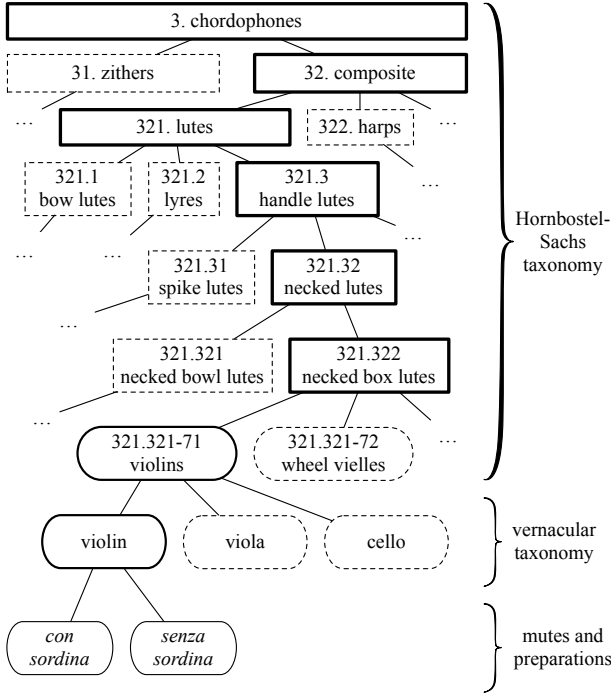 3. chordophones
31. zithers
32. composite
…
321. lutes
322. harps
…
321.1
bow lutes
321.2
lyres
321.3
handle lutes
…
Hornbostel-
Sachs
taxonomy
…
…
321.31
spike lutes
321.32
necked lutes
…
…
321.321
necked bowl lutes
321.322
necked box lutes
…
321.321-71
violins
321.321-72
wheel vielles
…
violin
viola
cello
vernacular
taxonomy
con
sordina
senza
sordina
mutes and
preparations